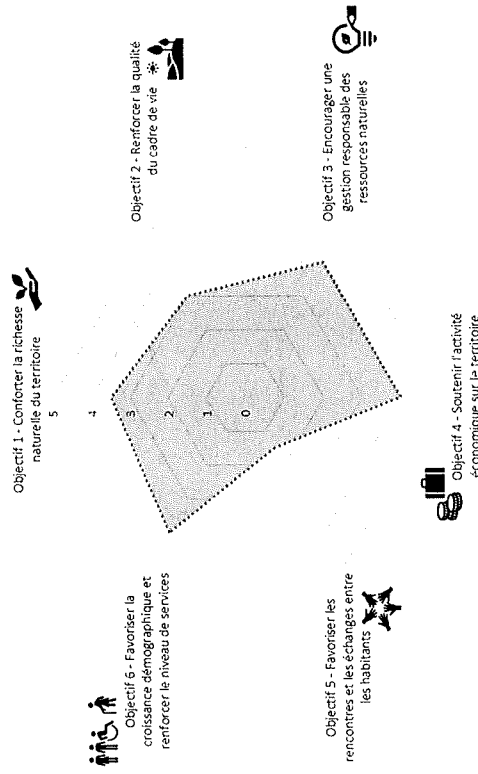 Objectif 1 - Conforter la richesse
naturelle du territoire
5
4
3
2
1
0
Objectif 2 - Renforcer la qualité
du cadre de vie
Objectif 3 - Encourager une
gestion responsable des
ressources naturelles
Objectif 4 - Soutenir l'activité
économique sur le territoire
Objectif 5 - Favoriser les
rencontres et les échanges entre
les habitants
Objectif 6 - Favoriser la
croissance démographique et
renforcer le niveau de services